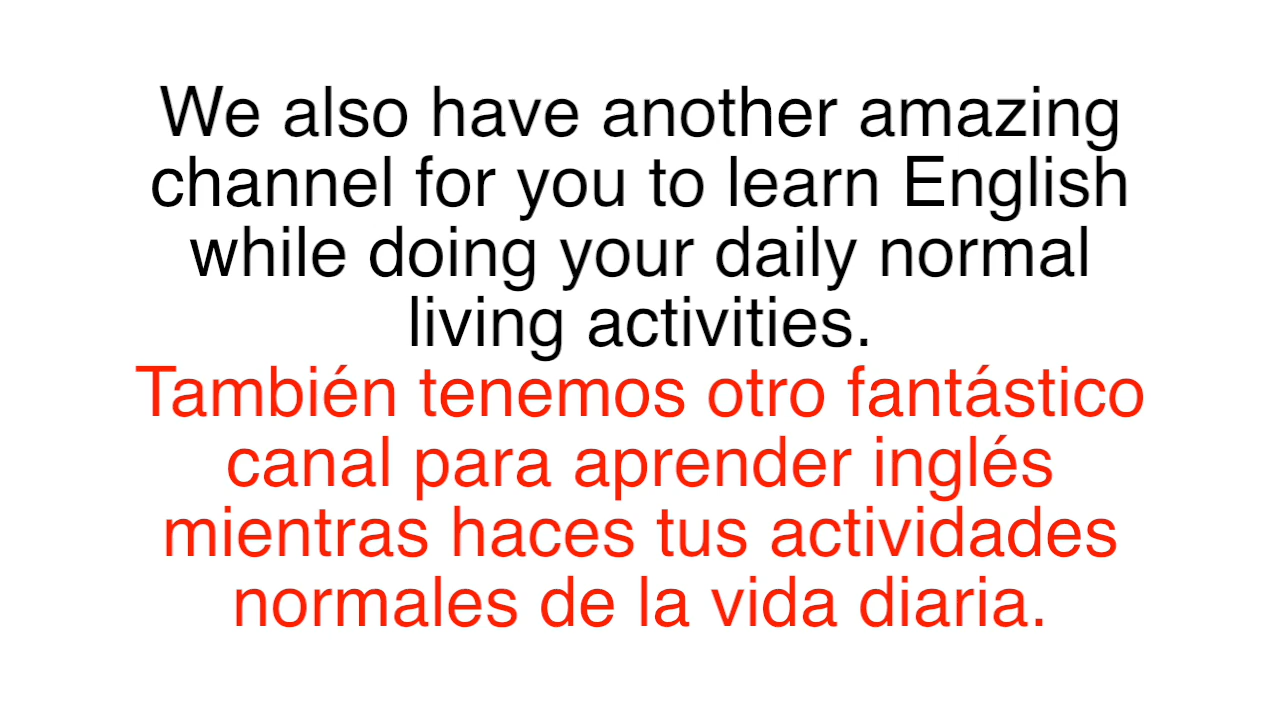 We also have another amazing
channel for you to learn English
while doing your daily normal
living activities.
También tenemos otro fantástico
canal para aprender inglés
mientras haces tus actividades
normales de la vida diaria.